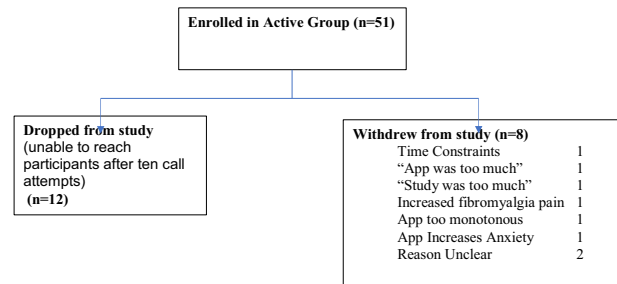 Enrolled in Active Group (n=51)
Dropped from study
(unable to reach
participants after ten call
attempts)
(n=12)
Withdrew from study (n=8)
Time Constraints 1
“App was too much” 1
“Study was too much” 1
Increased fibromyalgia pain 1
App too monotonous 1
App Increases Anxiety 1
Reason Unclear 2